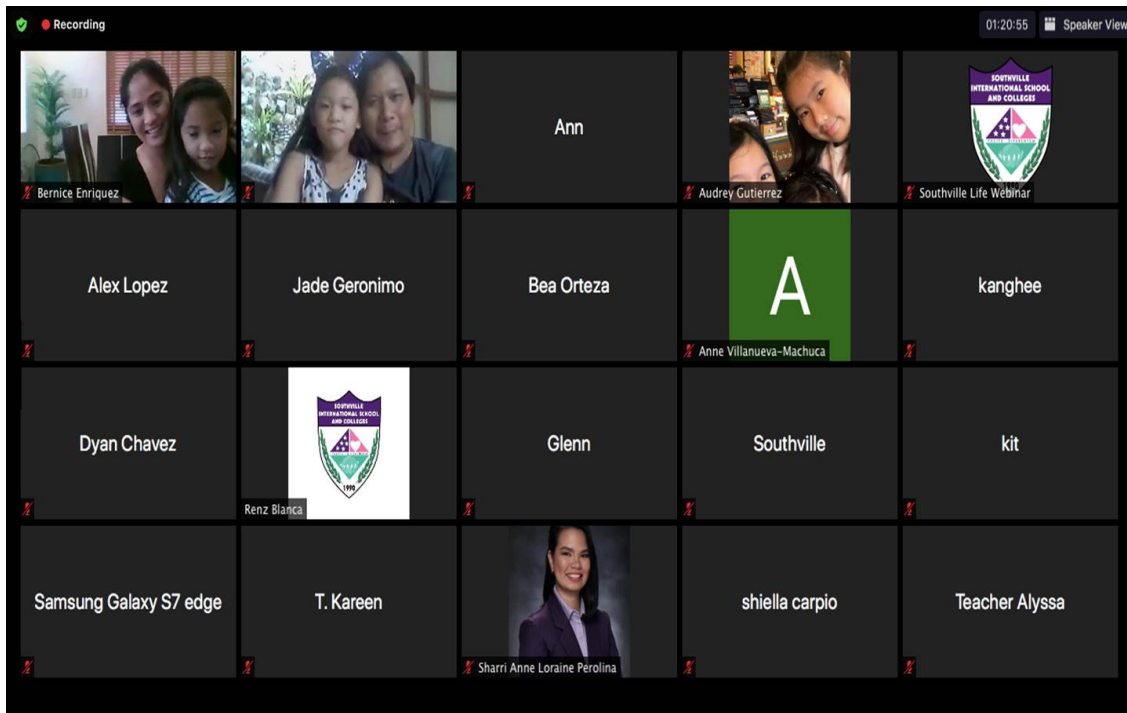 Recording
01:20:55
Speaker View
Bernice Enriquez
Ann
Audrey Gutierrez
SOUTHVILLE
INTERNATIONAL SCHOOL
AND COLLEGES
Southville Life Webinar
Alex Lopez
Jade Geronimo
Bea Orteza
A
Anne Villanueva-Machuca
kanghee
Dyan Chavez
SOUTHVILLE
INTERNATIONAL SCHOOL
AND COLLEGES
1990
Renz Blanca
Glenn
Southville
kit
Samsung Galaxy S7 edge
T. Kareen
Sharri Anne Loraine Perolina
shiella carpio
Teacher Alyssa